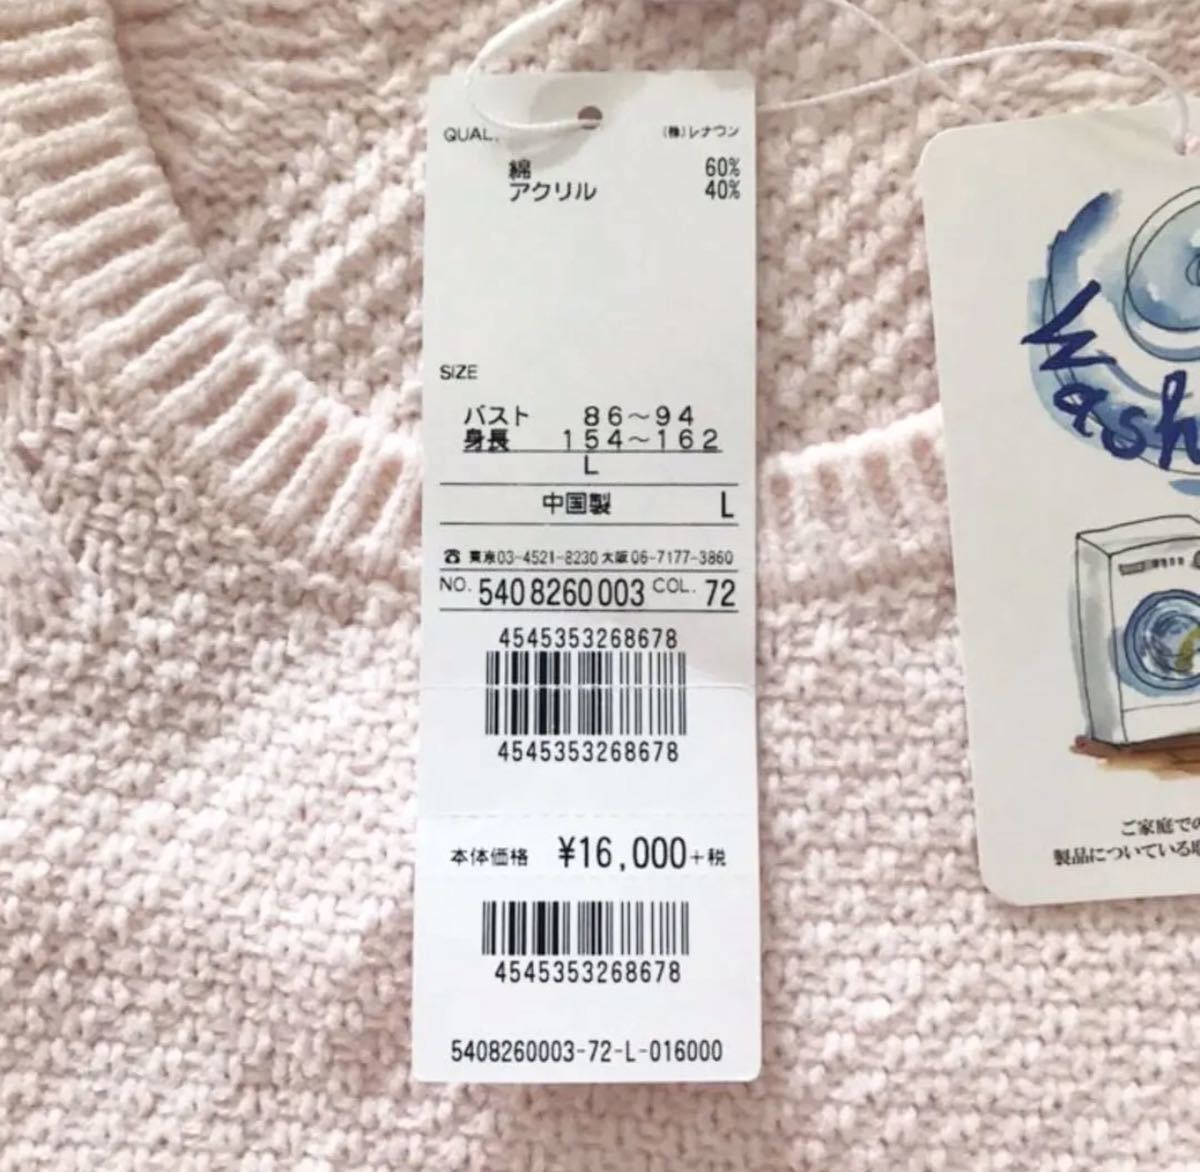 QUAL.
(株)レナウン
綿 60%
アクリル 40%
SIZE
バスト 86～94
身長 154～162
L
中国製 L
☎ 東京03-4521-8230 大阪06-7177-3860
NO. 5408260003 COL. 72
4545353268678
4545353268678
本体価格 ¥16,000+税
4545353268678
5408260003-72-L-016000
Wash
ご家庭での
製品についている取